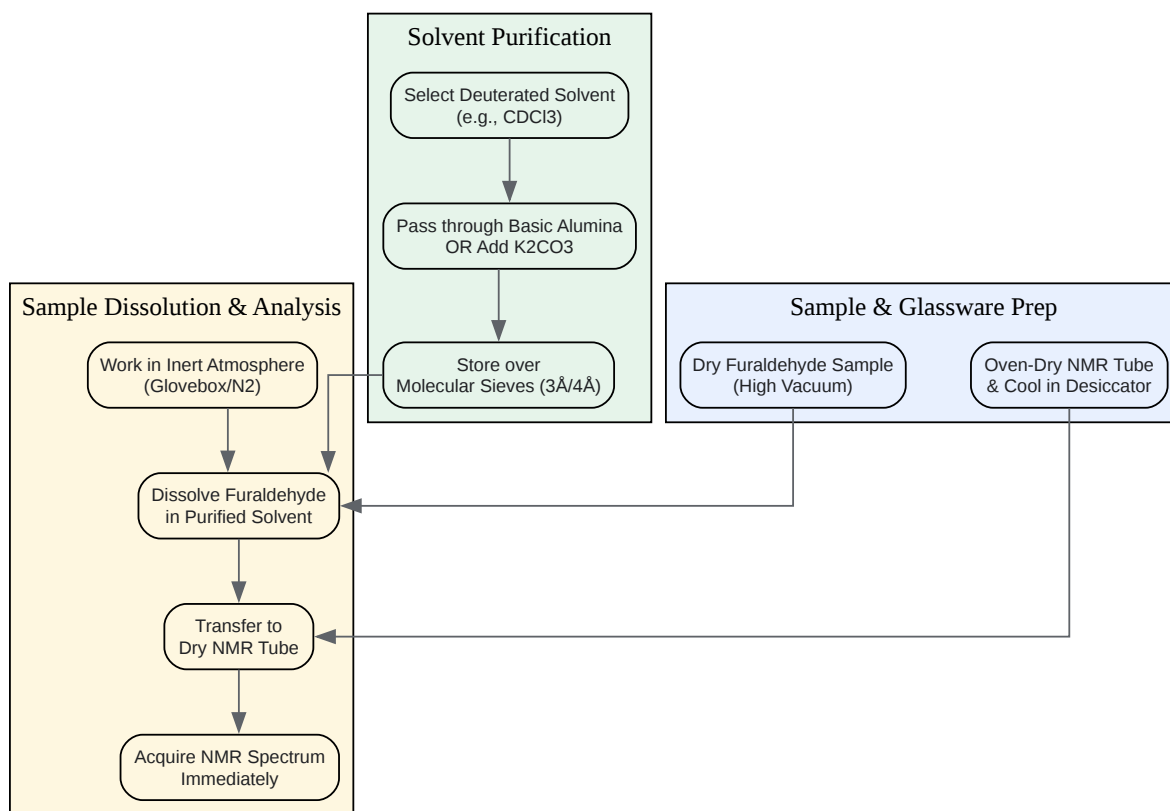 Solvent Purification
Select Deuterated Solvent
(e.g., CDCl3)
Pass through Basic Alumina
OR Add K2CO3
Store over
Molecular Sieves (3Å/4Å)
Sample Dissolution & Analysis
Work in Inert Atmosphere
(Glovebox/N2)
Dissolve Furaldehyde
in Purified Solvent
Transfer to
Dry NMR Tube
Acquire NMR Spectrum
Immediately
Sample & Glassware Prep
Dry Furaldehyde Sample
(High Vacuum)
Oven-Dry NMR Tube
& Cool in Desiccator